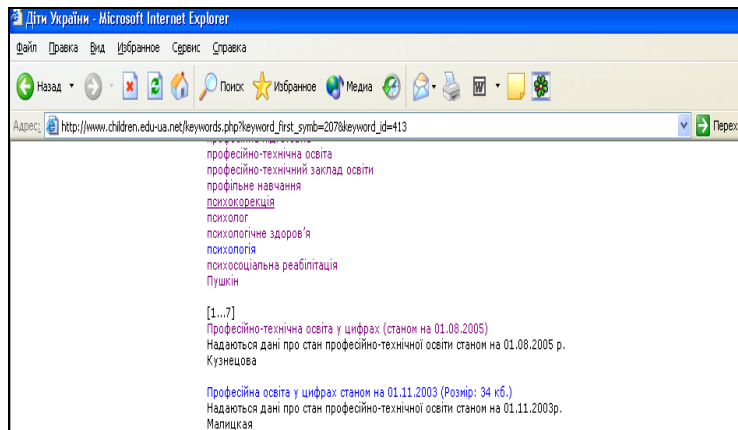 Діти України - Microsoft Internet Explorer
Файл Правка Вид Избранное Сервис Справка
Назад Поиск Избранное Медиа
Адрес: http://www.children.edu-ua.net/keywords.php?keyword_first_symb=207&keyword_id=413 Перех
професійно-технічна освіта
професійно-технічний заклад освіти
профільне навчання
психокорекція
психолог
психологічне здоров'я
психологія
психосоціальна реабілітація
Пушкін
[1...7]
Професійно-технічна освіта у цифрах (станом на 01.08.2005)
Надаються дані про стан професійно-технічної освіти станом на 01.08.2005 р.
Кузнецова
Професійна освіта у цифрах станом на 01.11.2003 (Розмір: 34 кб.)
Надаються дані про стан професійно-технічної освіти станом на 01.11.2003р.
Малицкая